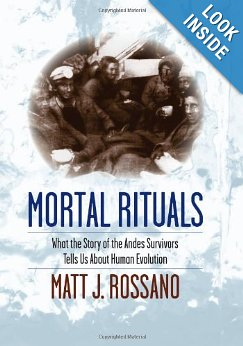 LOOK
INSIDE!
MORTAL RITUALS
What the Story of the Andes Survivors
Tells Us About Human Evolution
MATT J. ROSSANO